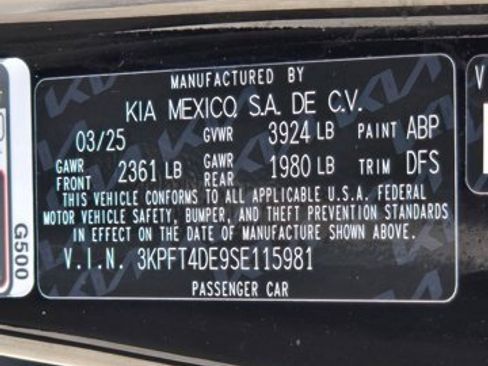 MANUFACTURED BY
KIA MEXICO, S.A. DE C.V.
03/25 GVWR 3924 LB PAINT ABP
GAWR FRONT 2361 LB GAWR REAR 1980 LB TRIM DFS
THIS VEHICLE CONFORMS TO ALL APPLICABLE U.S.A. FEDERAL
MOTOR VEHICLE SAFETY, BUMPER, AND THEFT PREVENTION STANDARDS
IN EFFECT ON THE DATE OF MANUFACTURE SHOWN ABOVE.
V.I.N. 3KPFT4DE9SE115981
PASSENGER CAR
G500
V